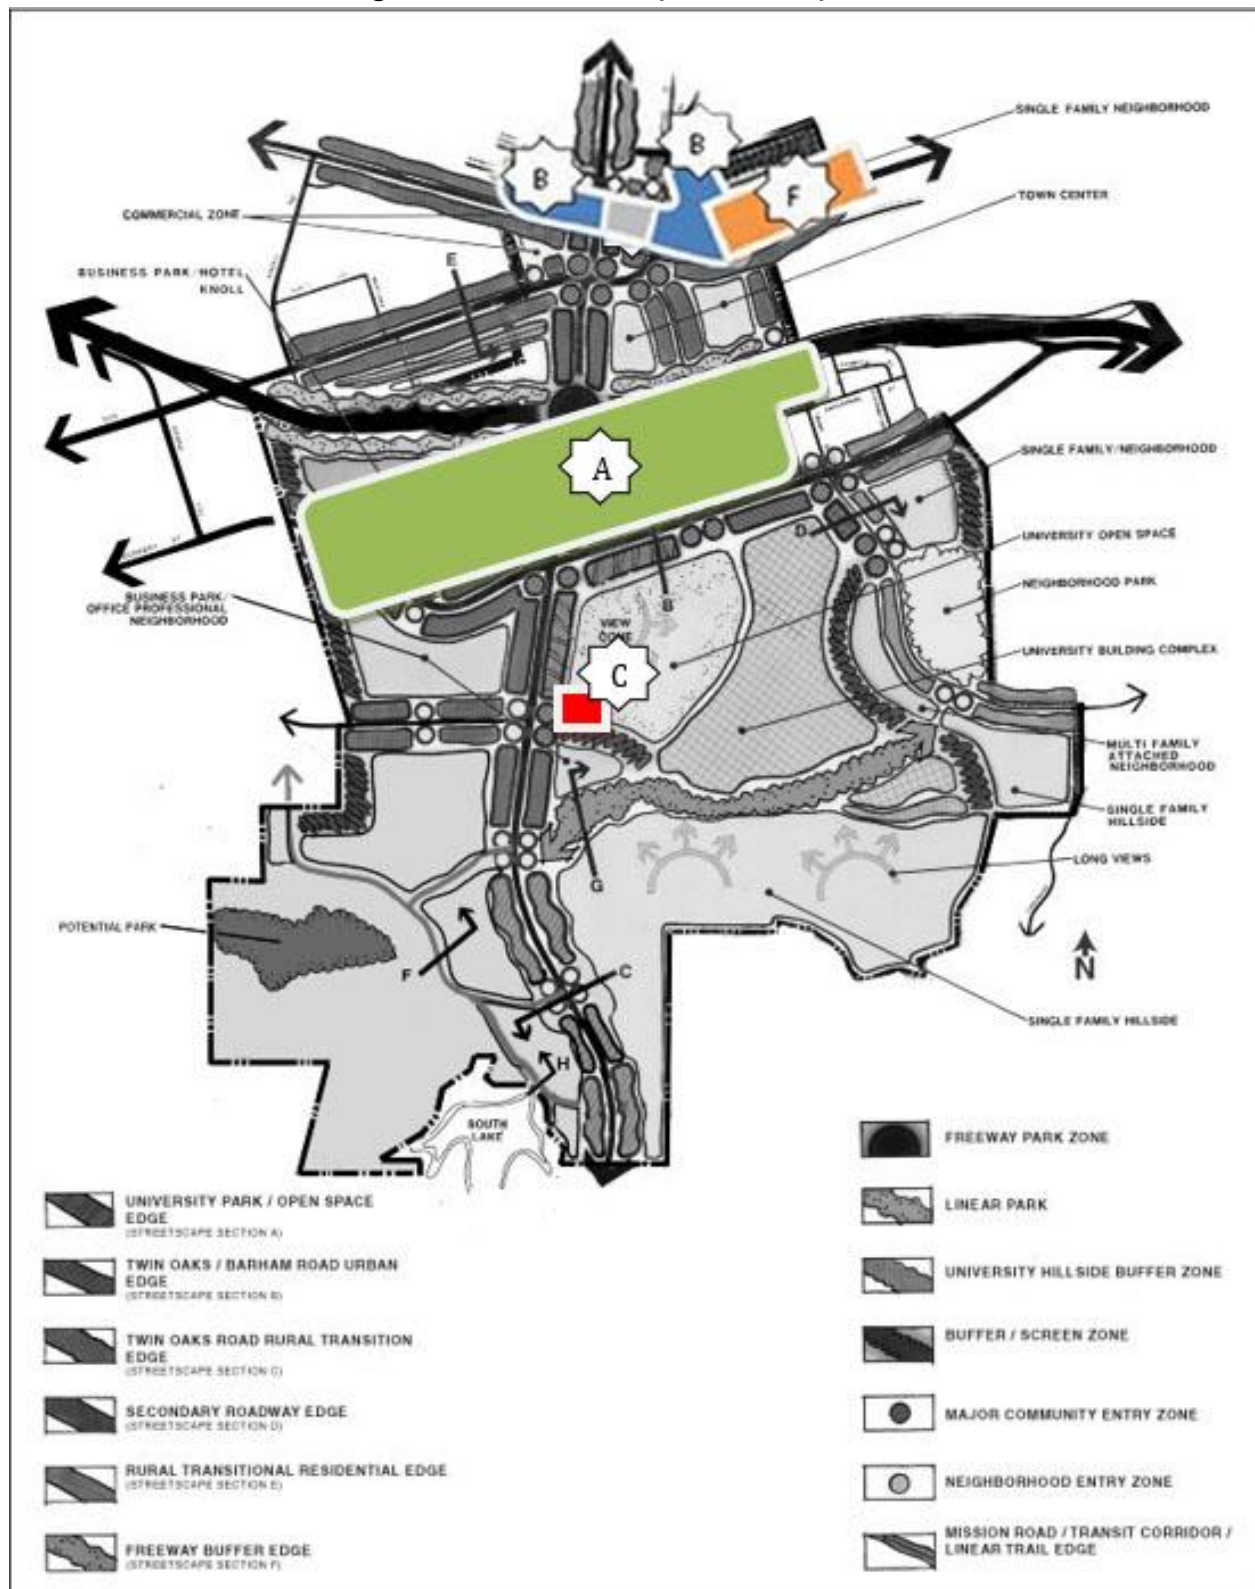 SINGLE FAMILY NEIGHBORHOOD
B
B
F
TOWN CENTER
COMMERCIAL ZONE
E
BUSINESS PARK/HOTEL
KNOLL
A
SINGLE FAMILY/NEIGHBORHOOD
D
UNIVERSITY OPEN SPACE
NEIGHBORHOOD PARK
BUSINESS PARK/
OFFICE PROFESSIONAL
NEIGHBORHOOD
B
VIEW
UNIVERSITY BUILDING COMPLEX
C
MULTI FAMILY
ATTACHED
NEIGHBORHOOD
G
SINGLE FAMILY
HILLSIDE
LONG VIEWS
POTENTIAL PARK
F
C
N
SINGLE FAMILY HILLSIDE
H
SOUTH
LAKE
UNIVERSITY PARK / OPEN SPACE
EDGE
(STREETSCAPE SECTION A)
TWIN OAKS / BARHAM ROAD URBAN
EDGE
(STREETSCAPE SECTION B)
TWIN OAKS ROAD RURAL TRANSITION
EDGE
(STREETSCAPE SECTION C)
SECONDARY ROADWAY EDGE
(STREETSCAPE SECTION D)
RURAL TRANSITIONAL RESIDENTIAL EDGE
(STREETSCAPE SECTION E)
FREEWAY BUFFER EDGE
(STREETSCAPE SECTION F)
FREEWAY PARK ZONE
LINEAR PARK
UNIVERSITY HILLSIDE BUFFER ZONE
BUFFER / SCREEN ZONE
MAJOR COMMUNITY ENTRY ZONE
NEIGHBORHOOD ENTRY ZONE
MISSION ROAD / TRANSIT CORRIDOR /
LINEAR TRAIL EDGE